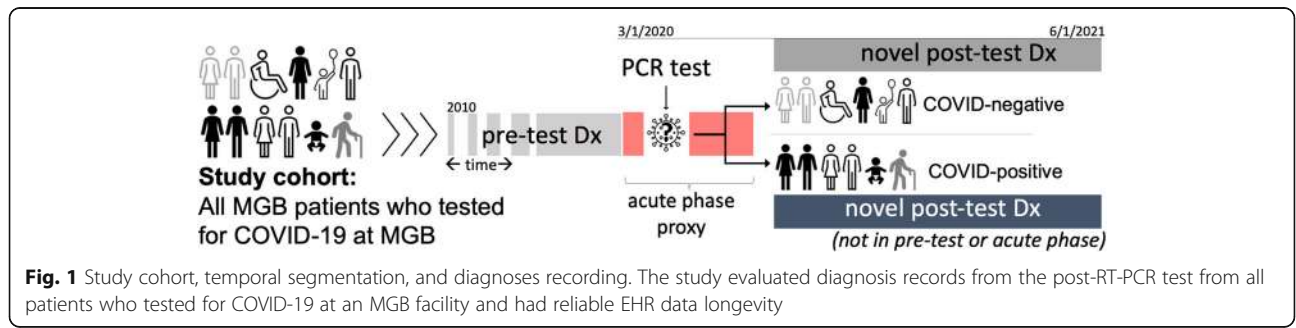 3/1/2020
6/1/2021
novel post-test Dx
PCR test
COVID-negative
2010
pre-test Dx
?
← time→
COVID-positive
Study cohort:
All MGB patients who tested
for COVID-19 at MGB
acute phase
proxy
novel post-test Dx
(not in pre-test or acute phase)
Fig. 1 Study cohort, temporal segmentation, and diagnoses recording. The study evaluated diagnosis records from the post-RT-PCR test from all
patients who tested for COVID-19 at an MGB facility and had reliable EHR data longevity